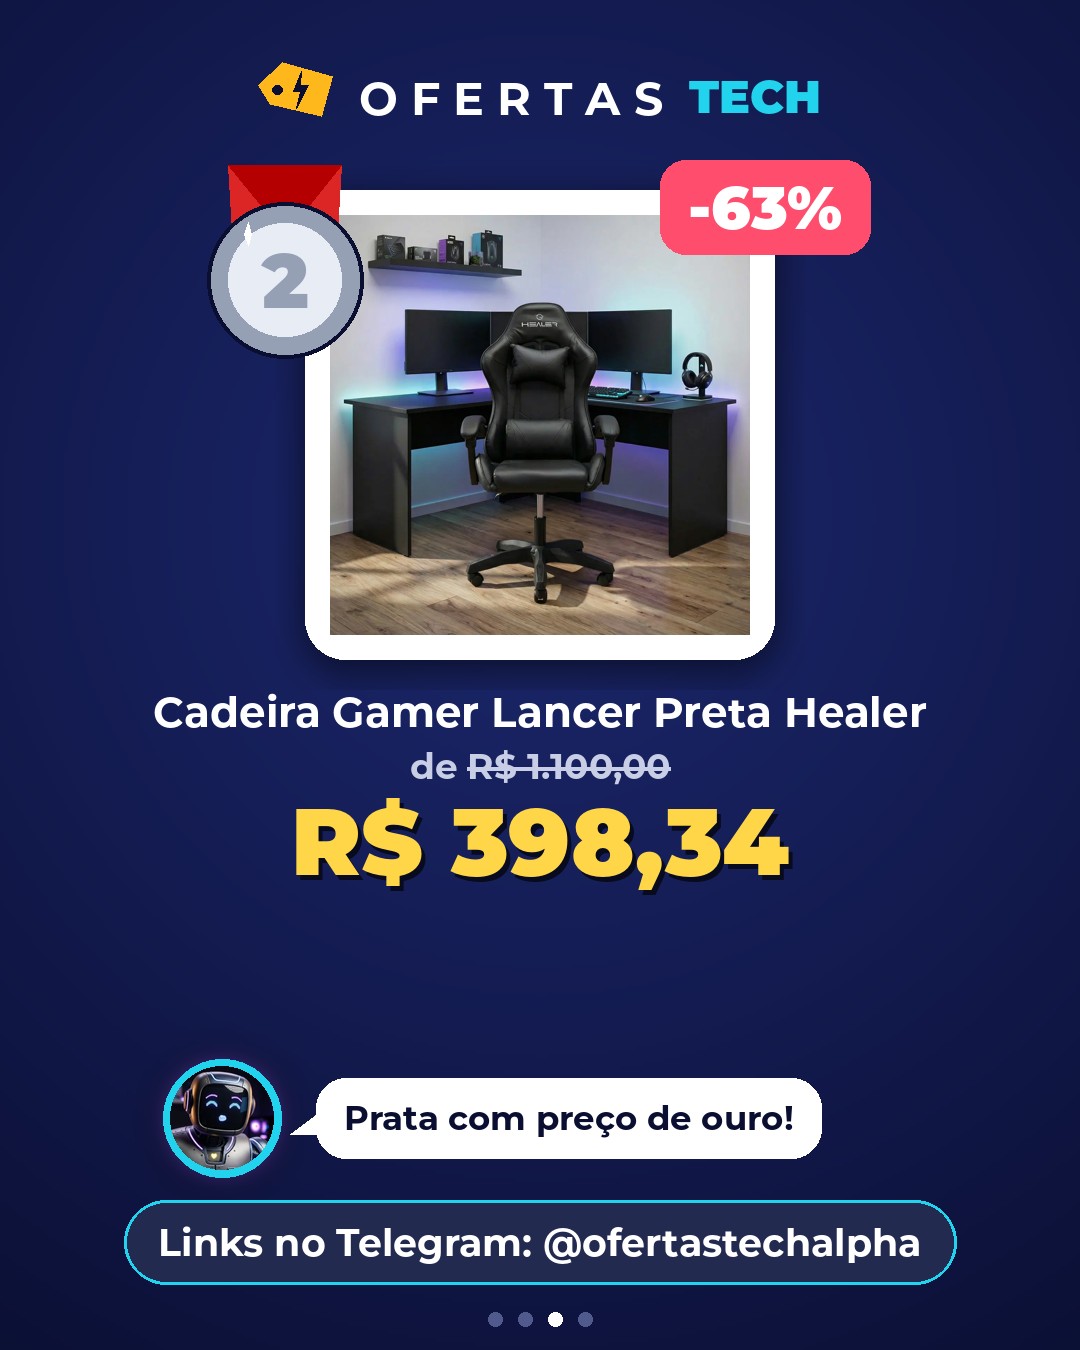 OFERTAS TECH
-63%
2
HEALER
Cadeira Gamer Lancer Preta Healer
de R$ 1.100,00
R$ 398,34
Prata com preço de ouro!
Links no Telegram: @ofertastechalpha